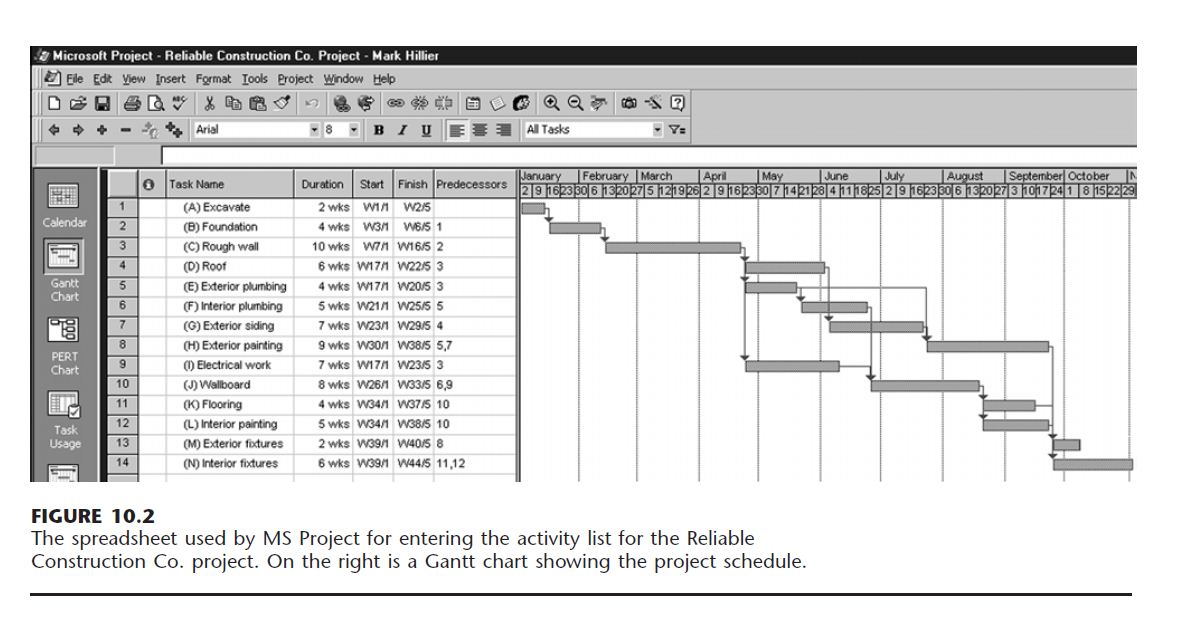 Microsoft Project - Reliable Construction Co. Project - Mark Hillier
File Edit View Insert Format Tools Project Window Help
Arial 8 B I U All Tasks
Task Name Duration Start Finish Predecessors January February March April May June July August September October N
2 9 16 23 30 6 13 20 27 5 12 19 26 2 9 16 23 30 7 14 21 28 4 11 18 25 2 9 16 23 30 6 13 20 27 3 10 17 24 1 8 15 22 29
Calendar
Gantt
Chart
PERT
Chart
Task
Usage
1 (A) Excavate 2 wks W1/1 W2/5
2 (B) Foundation 4 wks W3/1 W6/5 1
3 (C) Rough wall 10 wks W7/1 W16/5 2
4 (D) Roof 6 wks W17/1 W22/5 3
5 (E) Exterior plumbing 4 wks W17/1 W20/5 3
6 (F) Interior plumbing 5 wks W21/1 W25/5 5
7 (G) Exterior siding 7 wks W23/1 W29/5 4
8 (H) Exterior painting 9 wks W30/1 W38/5 5,7
9 (I) Electrical work 7 wks W17/1 W23/5 3
10 (J) Wallboard 8 wks W26/1 W33/5 6,9
11 (K) Flooring 4 wks W34/1 W37/5 10
12 (L) Interior painting 5 wks W34/1 W38/5 10
13 (M) Exterior fixtures 2 wks W39/1 W40/5 8
14 (N) Interior fixtures 6 wks W39/1 W44/5 11,12
FIGURE 10.2
The spreadsheet used by MS Project for entering the activity list for the Reliable
Construction Co. project. On the right is a Gantt chart showing the project schedule.